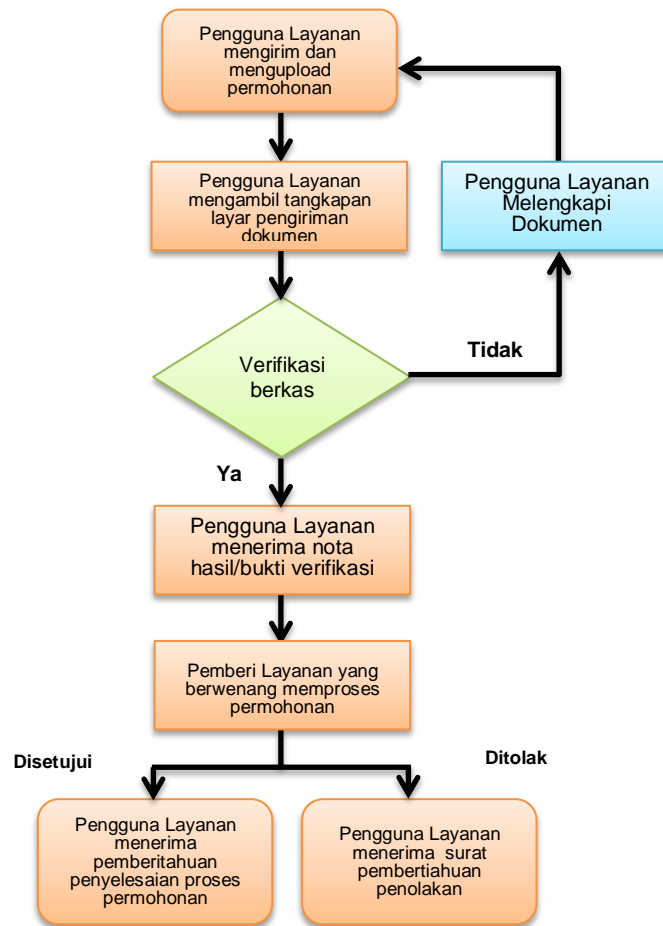 Pengguna Layanan
mengirim dan
mengupload
permohonan
Pengguna Layanan
mengambil tangkapan
layar pengiriman
dokumen
Pengguna Layanan
Melengkapi
Dokumen
Verifikasi
berkas
Tidak
Ya
Pengguna Layanan
menerima nota
hasil/bukti verifikasi
Pemberi Layanan yang
berwenang memproses
permohonan
Disetujui
Ditolak
Pengguna Layanan
menerima
pemberitahuan
penyelesaian proses
permohonan
Pengguna Layanan
menerima surat
pembertiahuan
penolakan